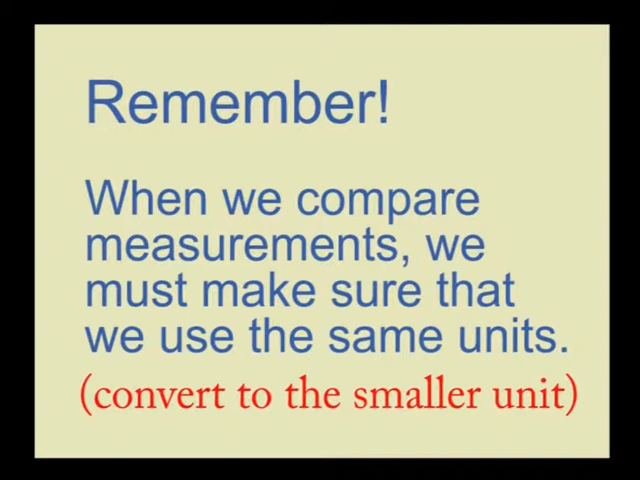 Remember!
When we compare
measurements, we
must make sure that
we use the same units.
(convert to the smaller unit)